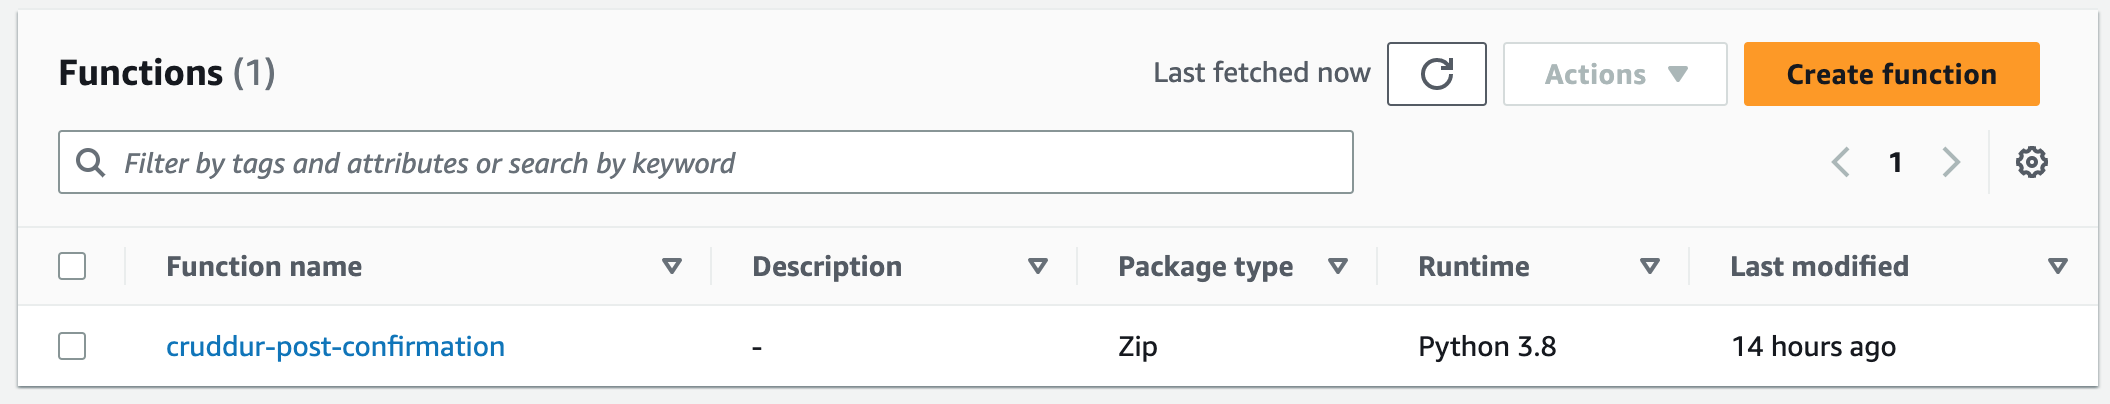 Functions (1)
Last fetched now
Actions
Create function
Filter by tags and attributes or search by keyword
1
Function name Description Package type Runtime Last modified
cruddur-post-confirmation - Zip Python 3.8 14 hours ago